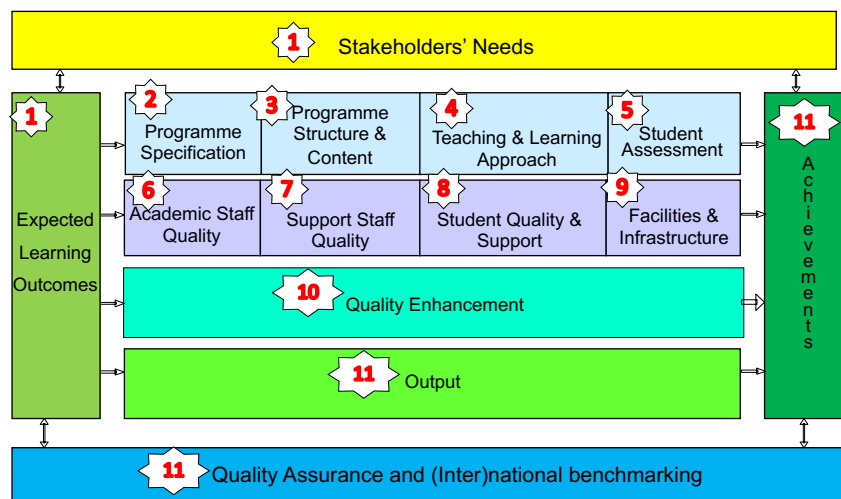 1 Stakeholders’ Needs
1
Expected
Learning
Outcomes
2
Programme
Specification
3
Programme
Structure &
Content
4
Teaching & Learning
Approach
5
Student
Assessment
6
Academic Staff
Quality
7
Support Staff
Quality
8
Student Quality &
Support
9
Facilities &
Infrastructure
10 Quality Enhancement
11 Output
11
Achievements
11 Quality Assurance and (Inter)national benchmarking